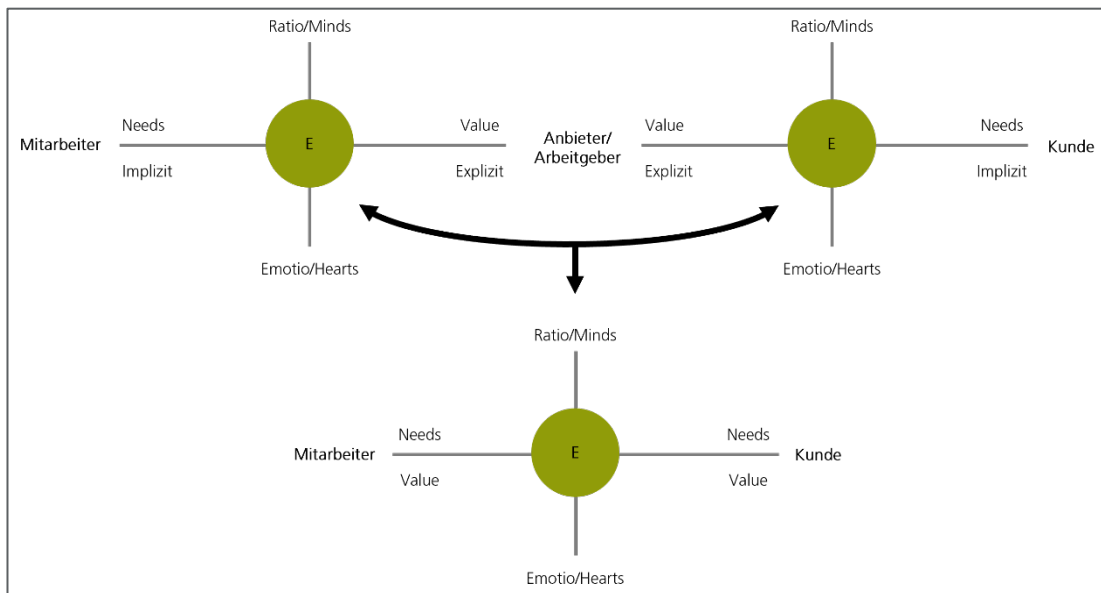 Ratio/Minds
Ratio/Minds
Needs
Value
Anbieter/
Value
Needs
Mitarbeiter
E
Arbeitgeber
E
Kunde
Implizit
Explizit
Explizit
Implizit
Emotio/Hearts
Emotio/Hearts
Ratio/Minds
Needs
Needs
Mitarbeiter
E
Kunde
Value
Value
Emotio/Hearts